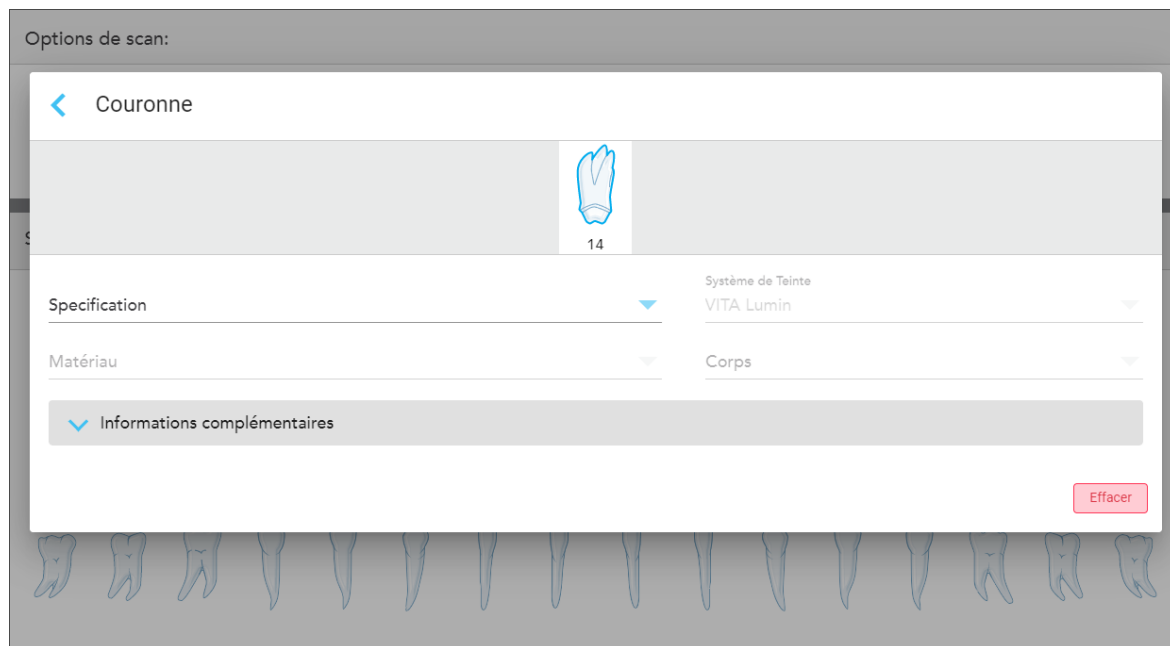 Options de scan:
Couronne
14
Specification
Système de Teinte
VITA Lumin
Matériau
Corps
Informations complémentaires
Effacer